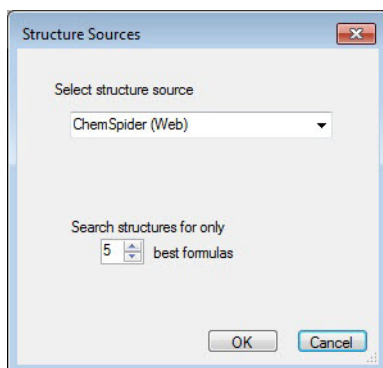 Structure Sources
Select structure source
ChemSpider (Web)
Search structures for only
5 best formulas
OK Cancel